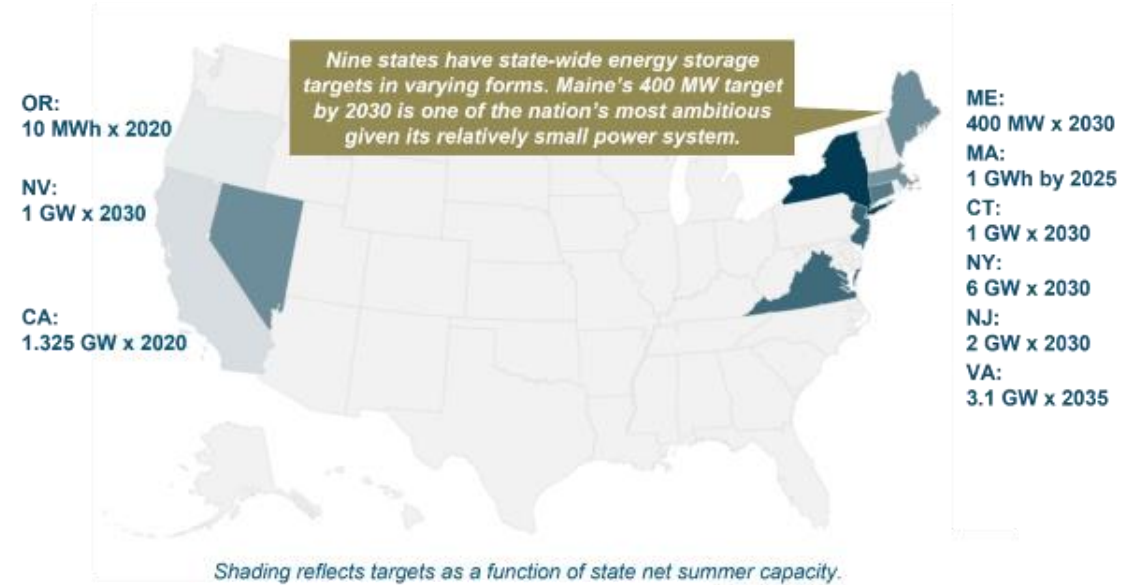 Nine states have state-wide energy storage
targets in varying forms. Maine's 400 MW target
by 2030 is one of the nation's most ambitious
given its relatively small power system.
OR:
10 MWh x 2020
NV:
1 GW x 2030
CA:
1.325 GW x 2020
ME:
400 MW x 2030
MA:
1 GWh by 2025
CT:
1 GW x 2030
NY:
6 GW x 2030
NJ:
2 GW x 2030
VA:
3.1 GW x 2035
Shading reflects targets as a function of state net summer capacity.